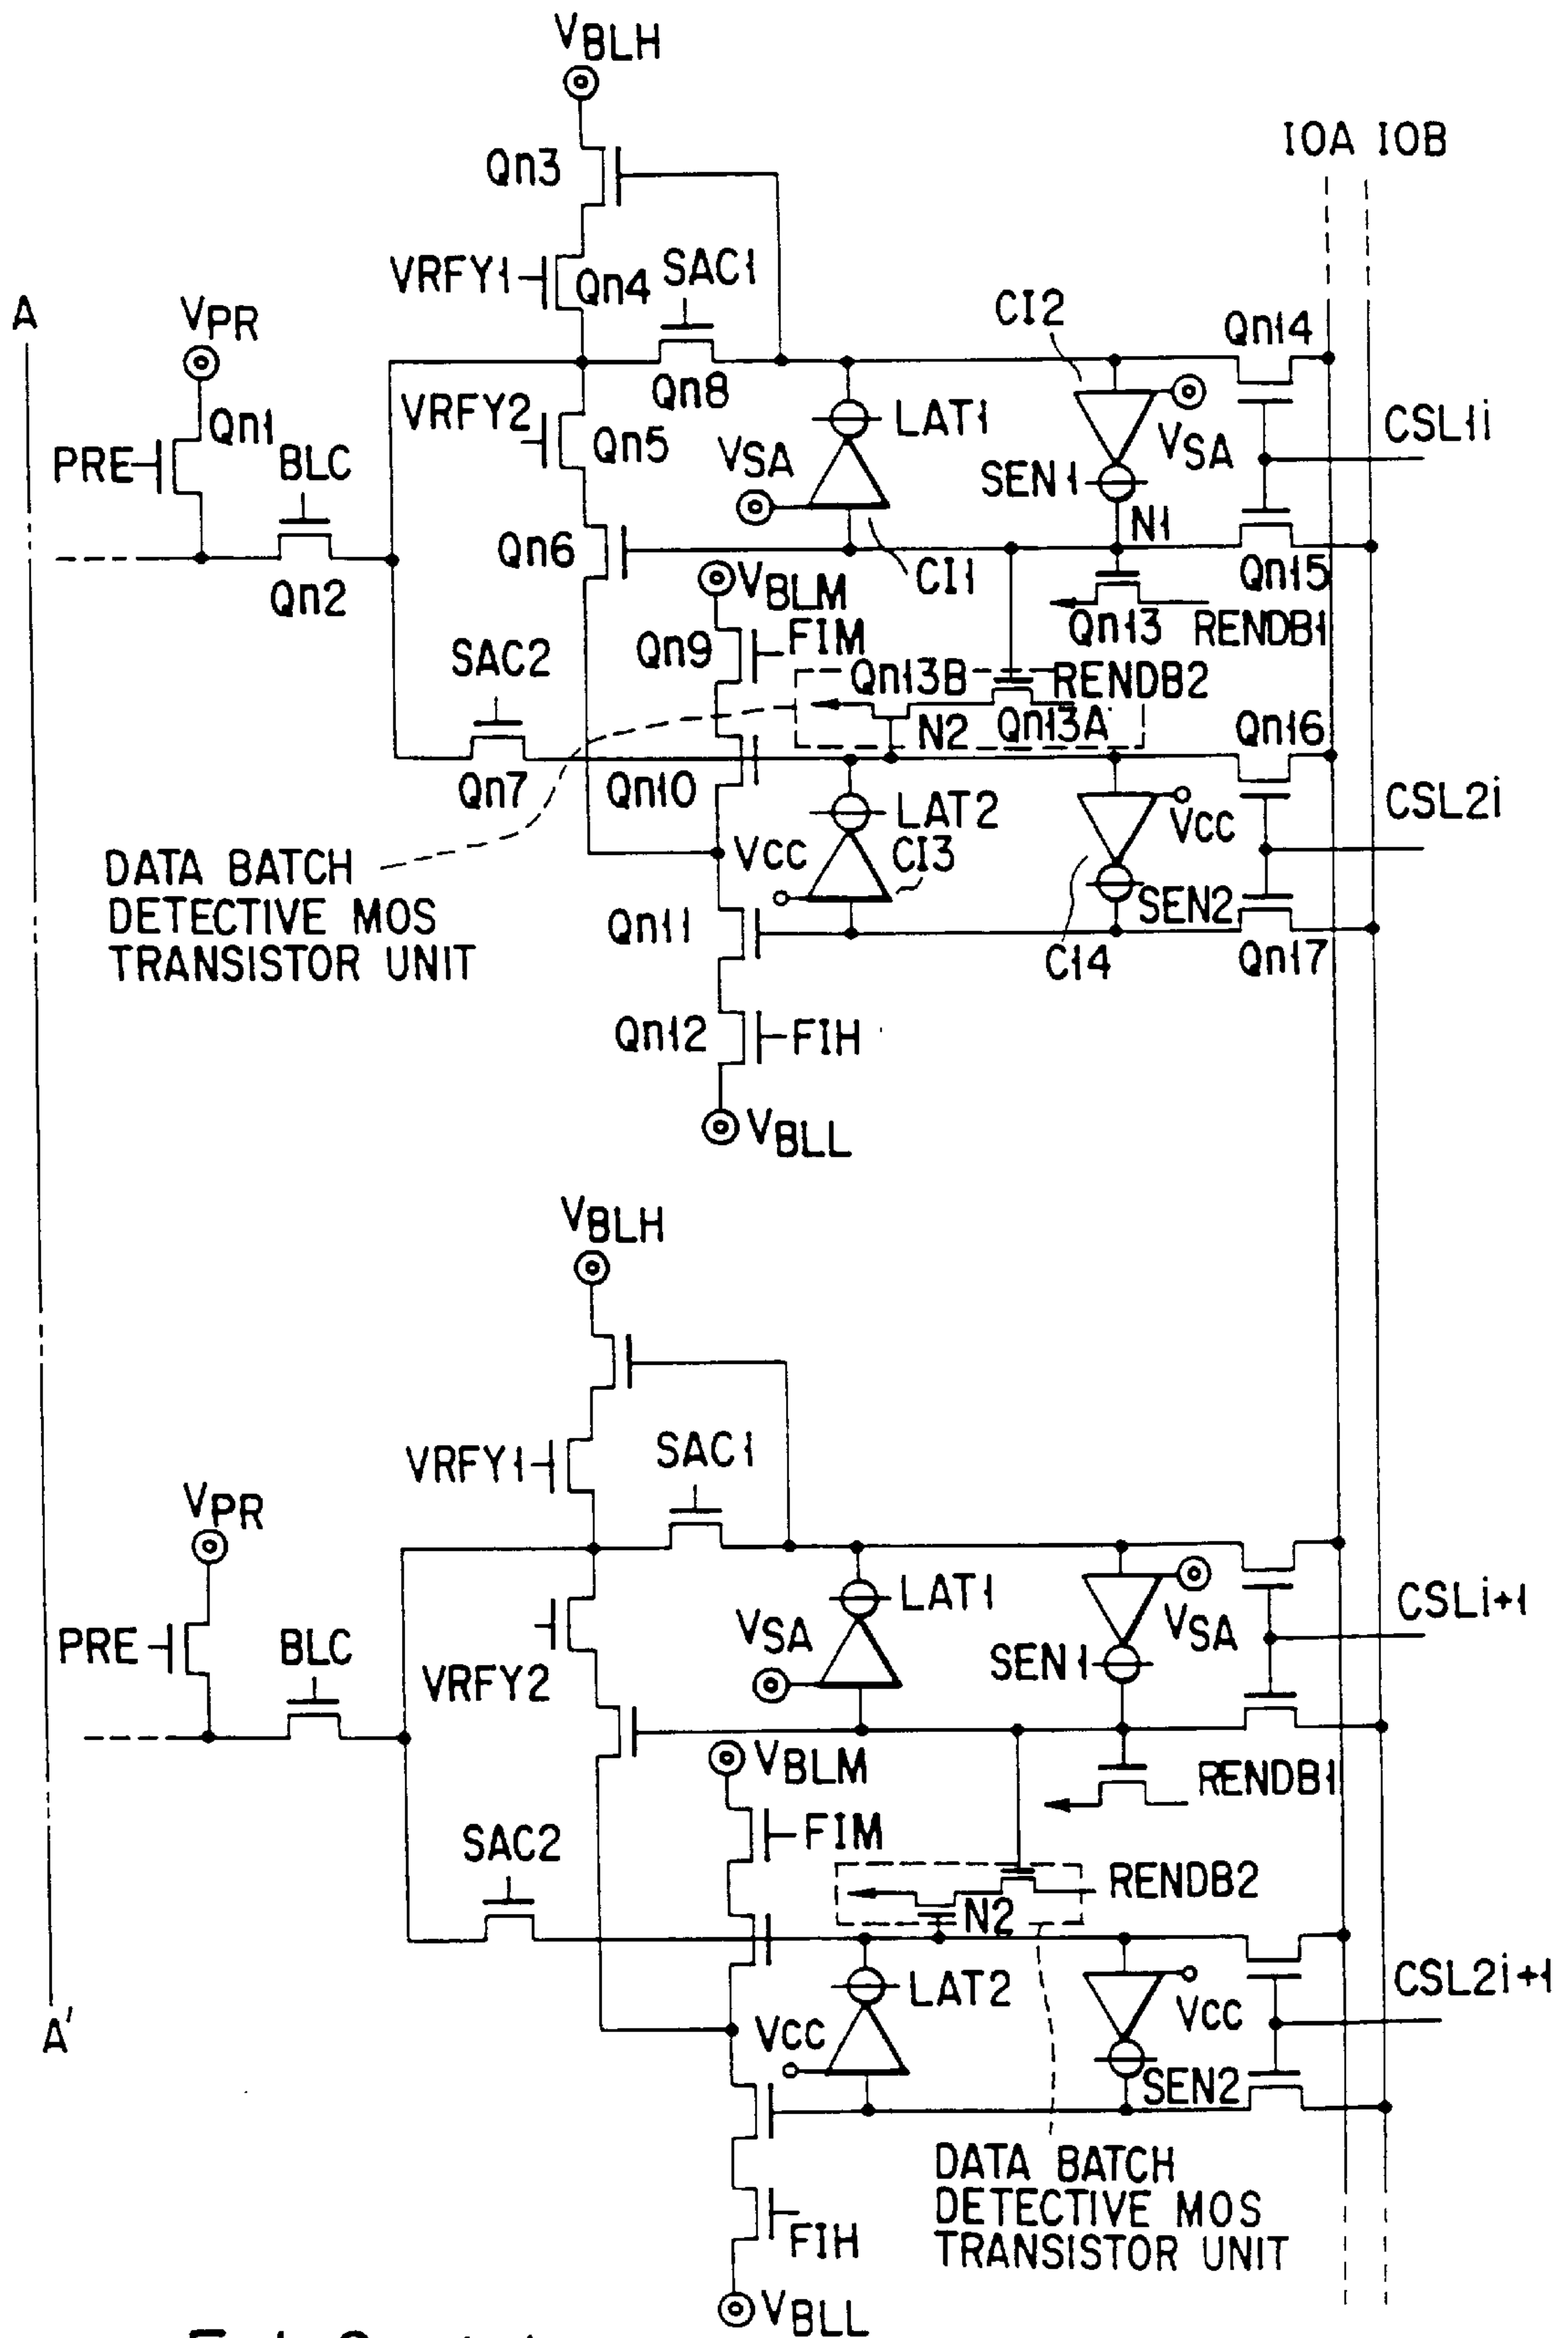 VBLH
IOA IOB
Qn3
VRFY1
Qn4
SAC1
A
VPR
CI2
Qn14
Qn8
Qn1
VRFY2
Qn5
LAT1
VSA
VSA
CSL1i
PRE
BLC
SEN1
N1
Qn6
CI1
Qn15
Qn2
VBLM
Qn13
RENDB1
Qn9
FIM
SAC2
Qn13B
RENDB2
N2
Qn13A
Qn16
Qn7
Qn10
LAT2
VCC
CSL2i
VCC
CI3
DATA BATCH
DETECTIVE MOS
TRANSISTOR UNIT
Qn11
SEN2
CI4
Qn17
Qn12
FIH
VBLL
VBLH
VRFY1
SAC1
VPR
LAT1
VSA
VSA
CSLi+1
PRE
BLC
VRFY2
SEN1
VBLM
RENDB1
FIM
SAC2
RENDB2
N2
LAT2
VCC
VCC
CSL2i+1
A'
SEN2
DATA BATCH
DETECTIVE MOS
TRANSISTOR UNIT
FIH
VBLL